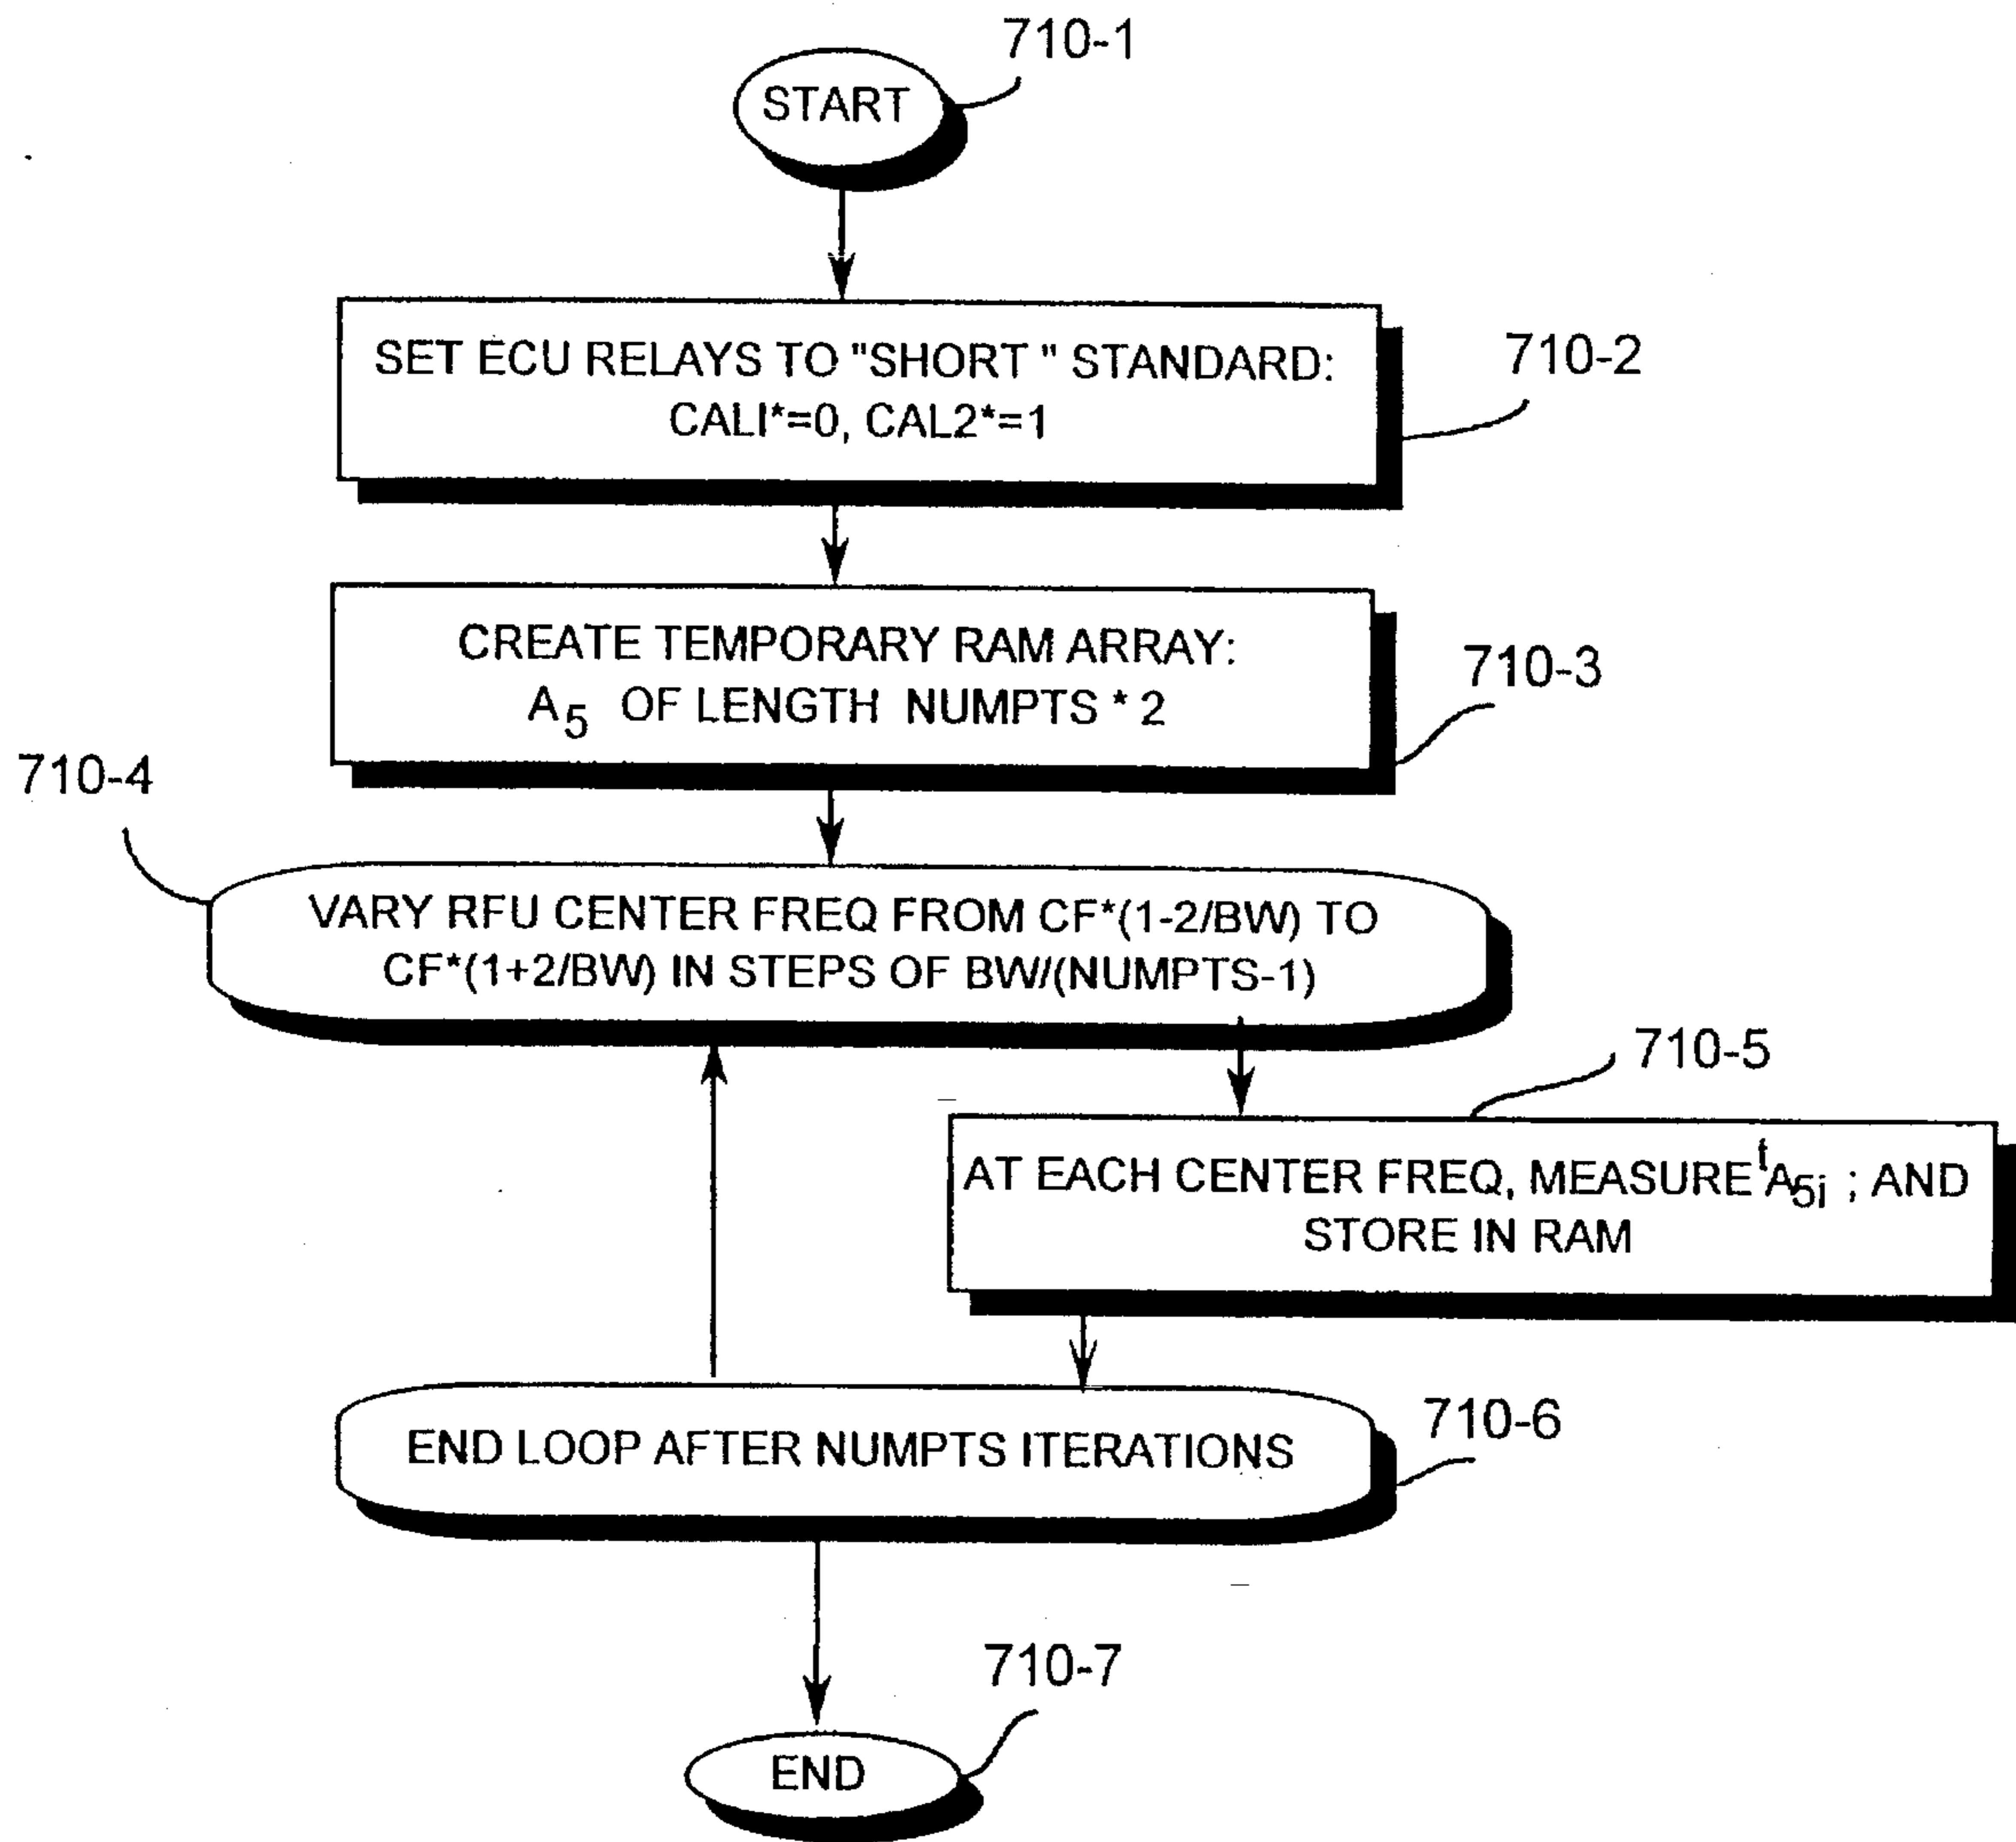 710-1
START
SET ECU RELAYS TO "SHORT " STANDARD:
CALI*=0, CAL2*=1
710-2
CREATE TEMPORARY RAM ARRAY:
A5 OF LENGTH NUMPTS * 2
710-3
710-4
VARY RFU CENTER FREQ FROM CF*(1-2/BW) TO
CF*(1+2/BW) IN STEPS OF BW/(NUMPTS-1)
710-5
AT EACH CENTER FREQ, MEASURE tA5i ; AND
STORE IN RAM
710-6
END LOOP AFTER NUMPTS ITERATIONS
710-7
END